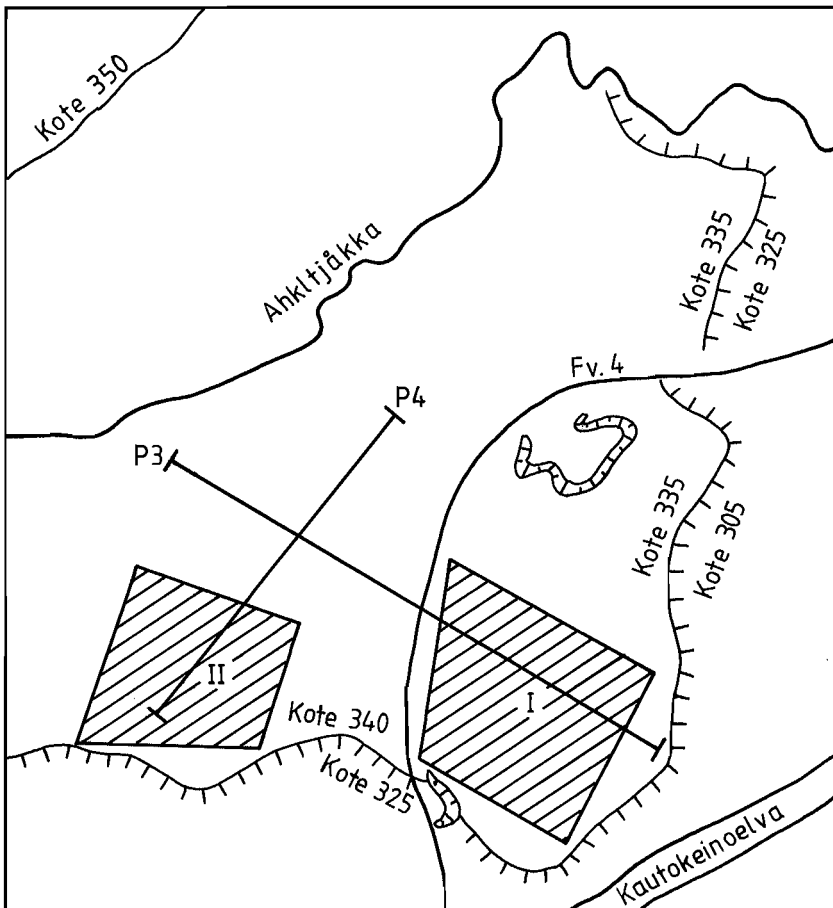 Kote 350
Ahkltjåkka
Kote 335
Kote 325
Fv. 4
P4
P3
Kote 335
Kote 305
II
I
Kote 340
Kote 325
Kautokeinoelva